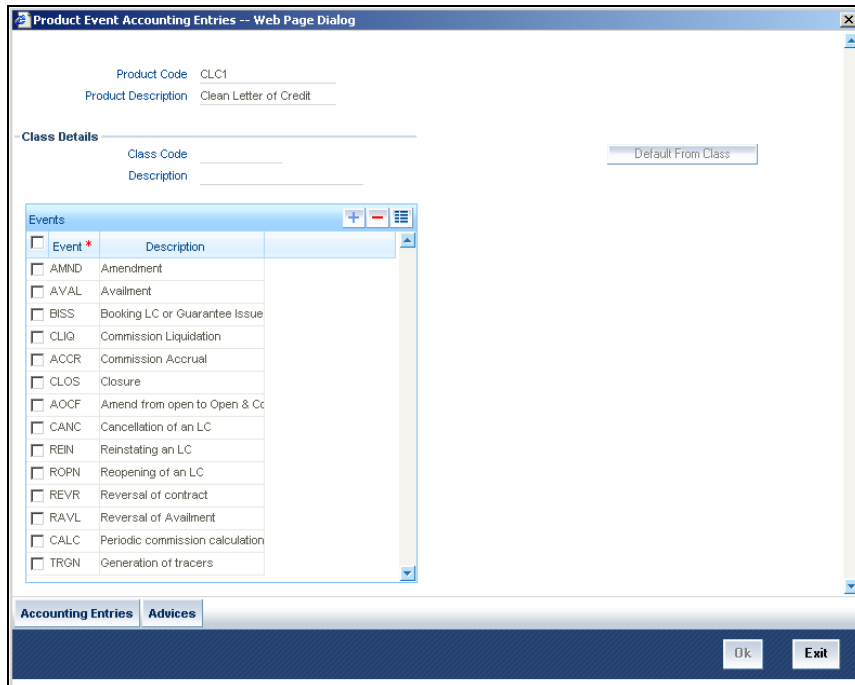 Product Event Accounting Entries -- Web Page Dialog
Product Code CLC1
Product Description Clean Letter of Credit
Class Details
Class Code
Default From Class
Description
Events
Event * Description
AMND Amendment
AVAL Availment
BISS Booking LC or Guarantee Issue
CLIQ Commission Liquidation
ACCR Commission Accrual
CLOS Closure
AOCF Amend from open to Open & Co
CANC Cancellation of an LC
REIN Reinstating an LC
ROPN Reopening of an LC
REVR Reversal of contract
RAVL Reversal of Availment
CALC Periodic commission calculation
TRGN Generation of tracers
Accounting Entries Advices
Ok Exit